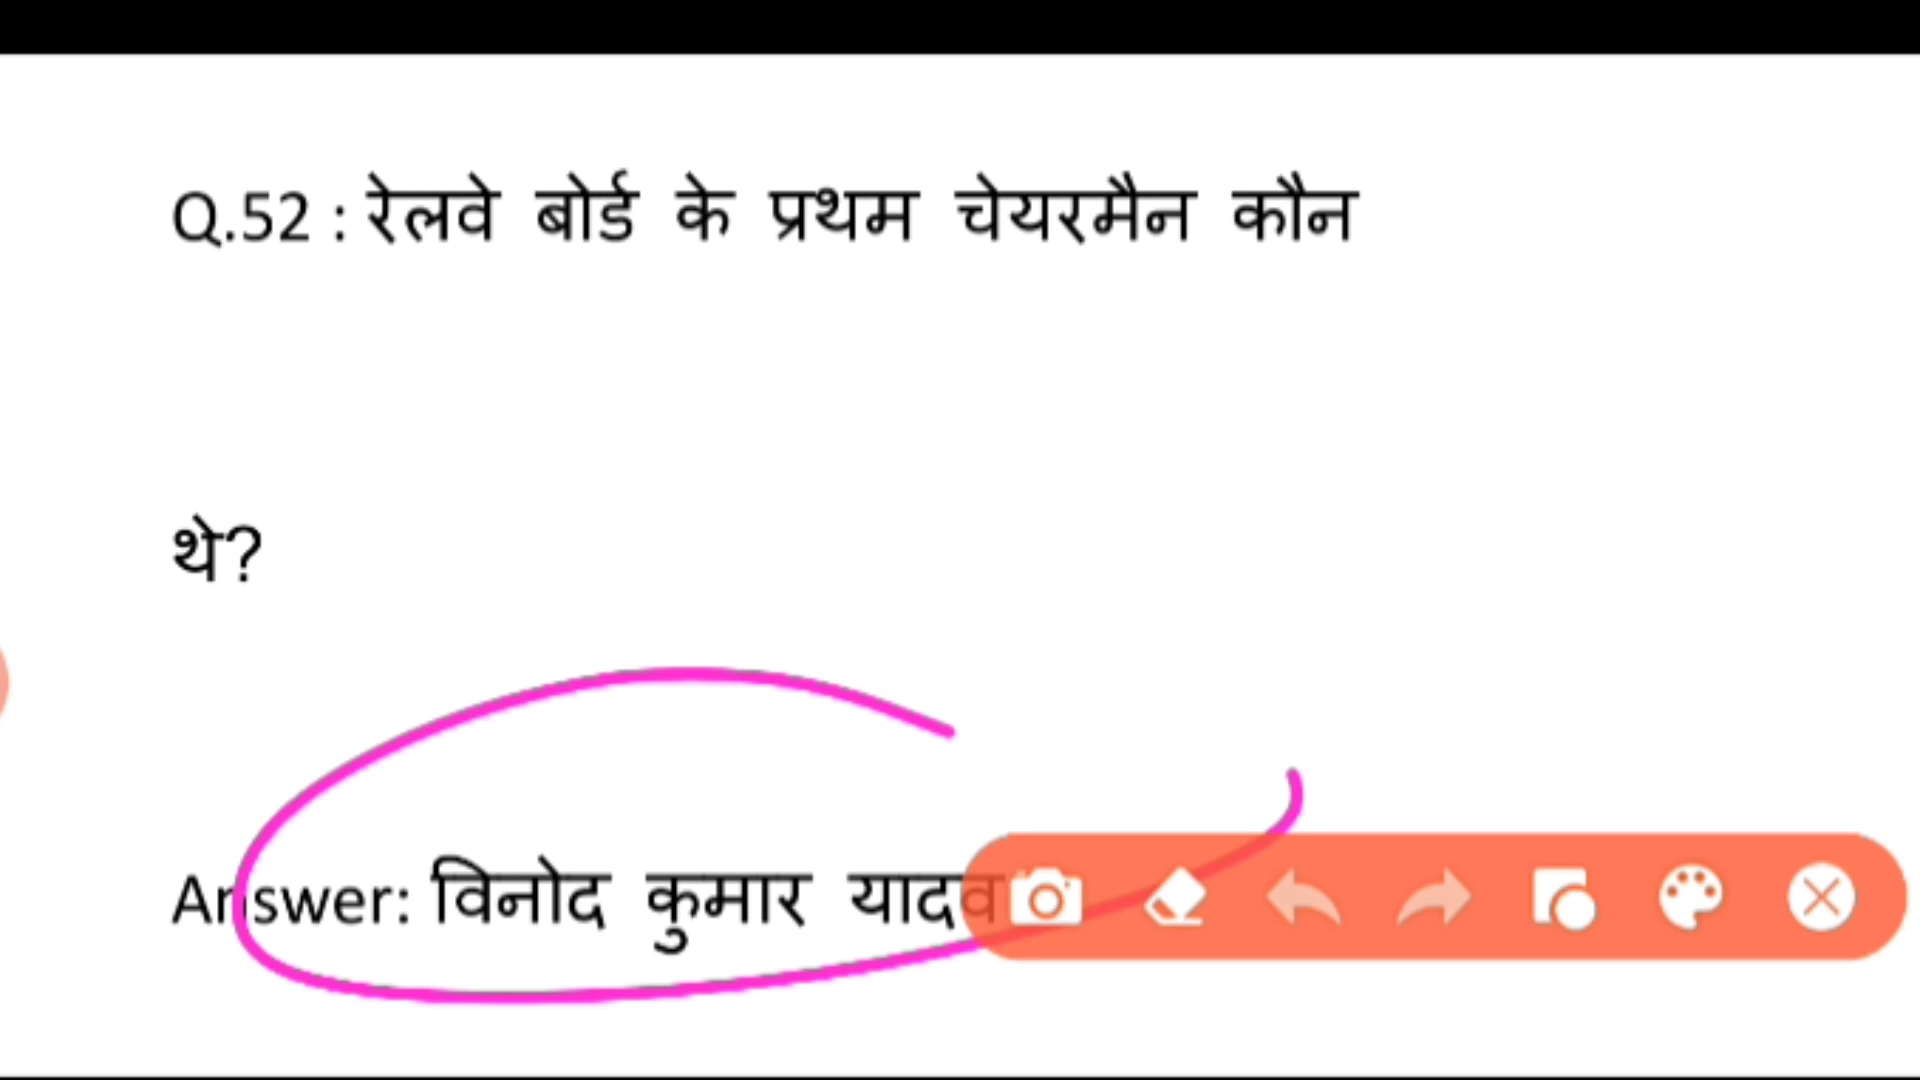 Q.52 : रेलवे बोर्ड के प्रथम चेयरमैन कौन
थे?
Answer: विनोद कुमार यादव